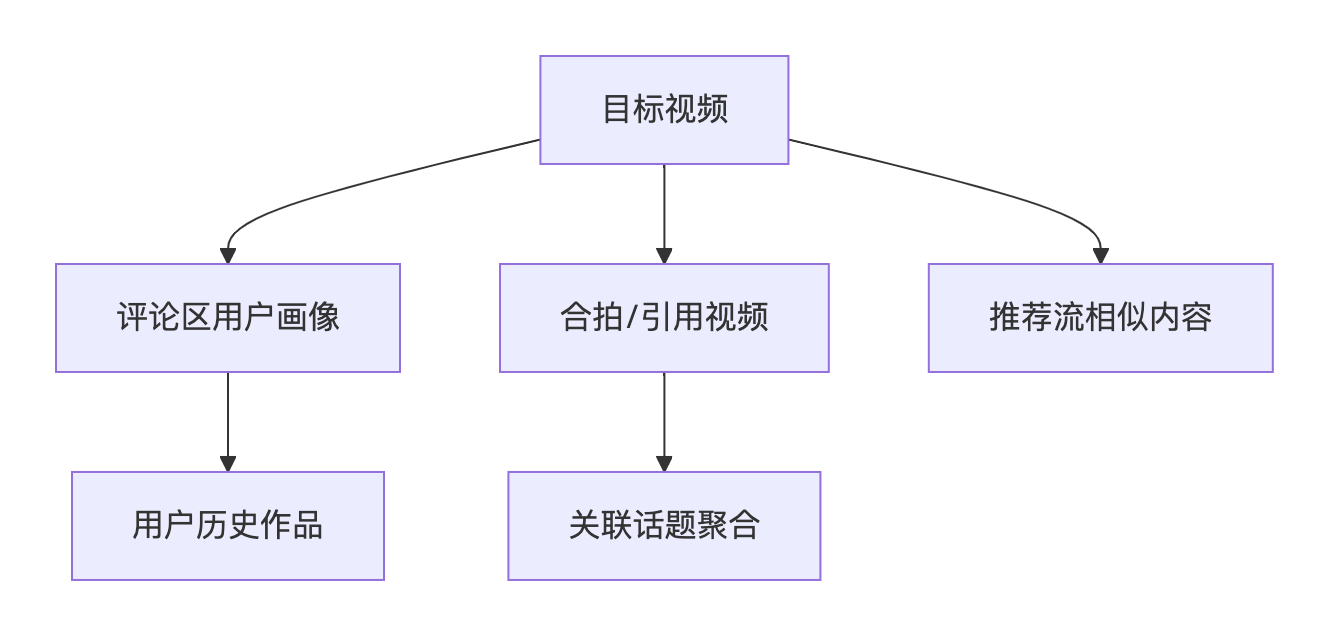 目标视频
评论区用户画像
合拍/引用视频
推荐流相似内容
用户历史作品
关联话题聚合